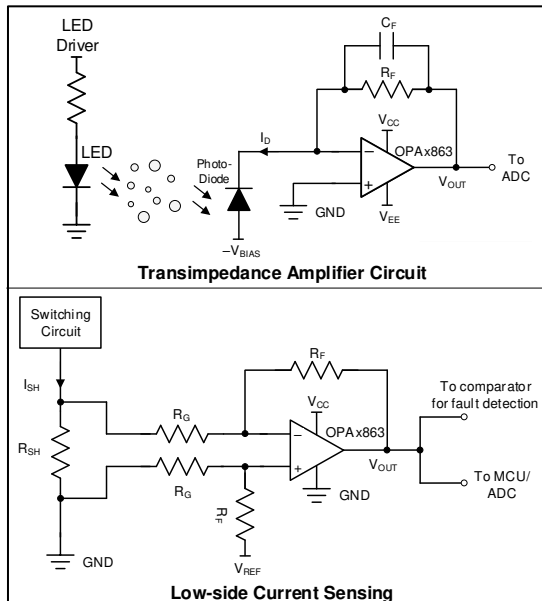 LED
Driver
LED
I_D
Photo-
Diode
–V_BIAS
C_F
R_F
V_CC
OPAx863
−
+
GND
V_EE
V_OUT
To
ADC
Transimpedance Amplifier Circuit
Switching
Circuit
I_SH
R_SH
GND
R_G
R_G
R_F
R_F
V_REF
V_CC
OPAx863
−
+
GND
V_OUT
To comparator
for fault detection
To MCU/
ADC
Low-side Current Sensing